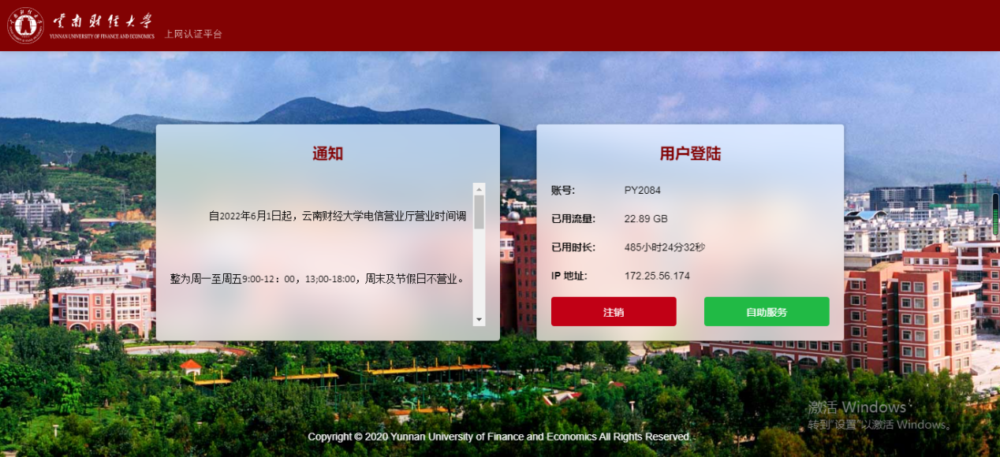 云南财经大学
YUNNAN UNIVERSITY OF FINANCE AND ECONOMICS
上网认证平台
通知
自2022年6月1日起，云南财经大学电信营业厅营业时间调
整为周一至周五9:00-12：00，13;00-18:00，周末及节假日不营业。
用户登陆
账号: PY2084
已用流量: 22.89 GB
已用时长: 485小时24分32秒
IP 地址: 172.25.56.174
注销 自助服务
激活 Windows
转到"设置"以激活 Windows。
Copyright © 2020 Yunnan University of Finance and Economics All Rights Reserved.